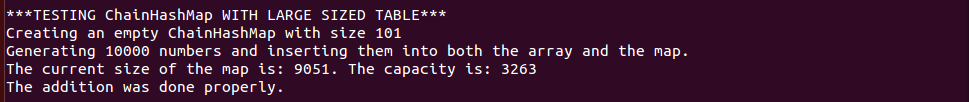 ***TESTING ChainHashMap WITH LARGE SIZED TABLE***
Creating an empty ChainHashMap with size 101
Generating 10000 numbers and inserting them into both the array and the map.
The current size of the map is: 9051. The capacity is: 3263
The addition was done properly.